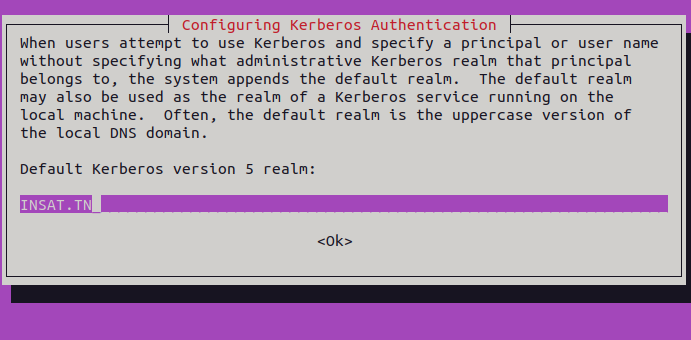 Configuring Kerberos Authentication
When users attempt to use Kerberos and specify a principal or user name
without specifying what administrative Kerberos realm that principal
belongs to, the system appends the default realm.  The default realm
may also be used as the realm of a Kerberos service running on the
local machine.  Often, the default realm is the uppercase version of
the local DNS domain.
Default Kerberos version 5 realm:
INSAT.TN
<Ok>